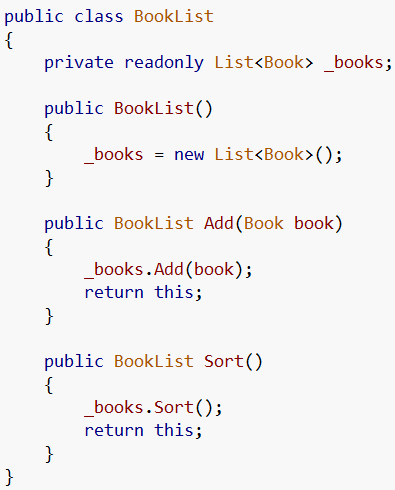 public class BookList
{
    private readonly List<Book> _books;

    public BookList()
    {
        _books = new List<Book>();
    }

    public BookList Add(Book book)
    {
        _books.Add(book);
        return this;
    }

    public BookList Sort()
    {
        _books.Sort();
        return this;
    }
}